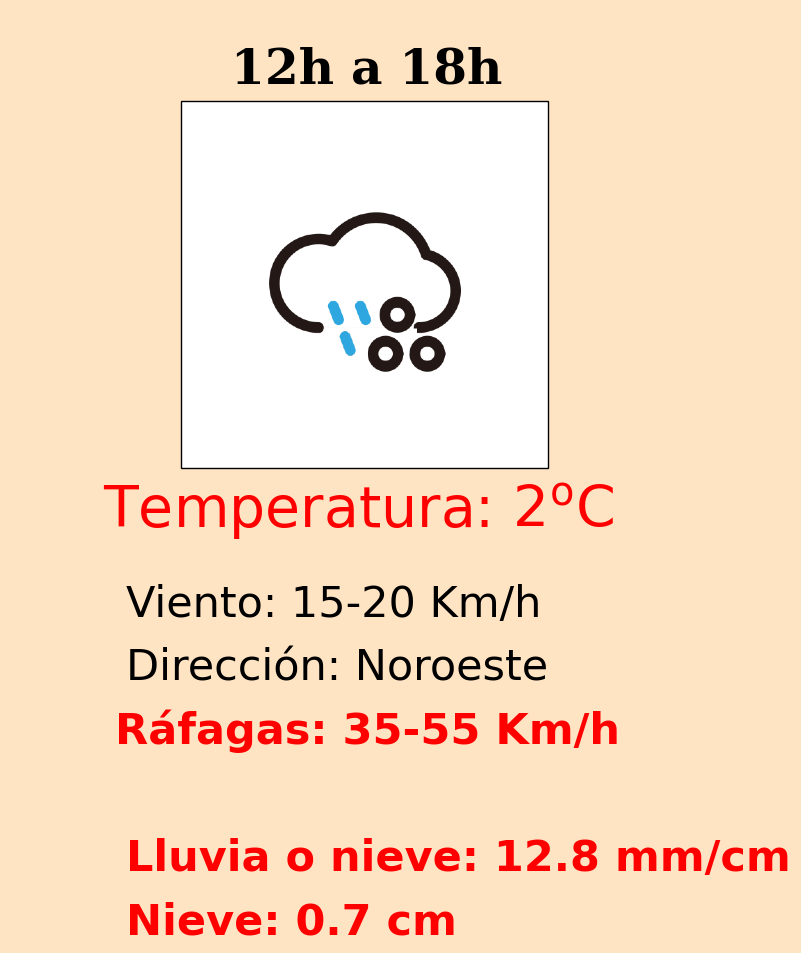 12h a 18h
Temperatura: 2ºC
Viento: 15-20 Km/h
Dirección: Noroeste
Ráfagas: 35-55 Km/h
Lluvia o nieve: 12.8 mm/cm
Nieve: 0.7 cm